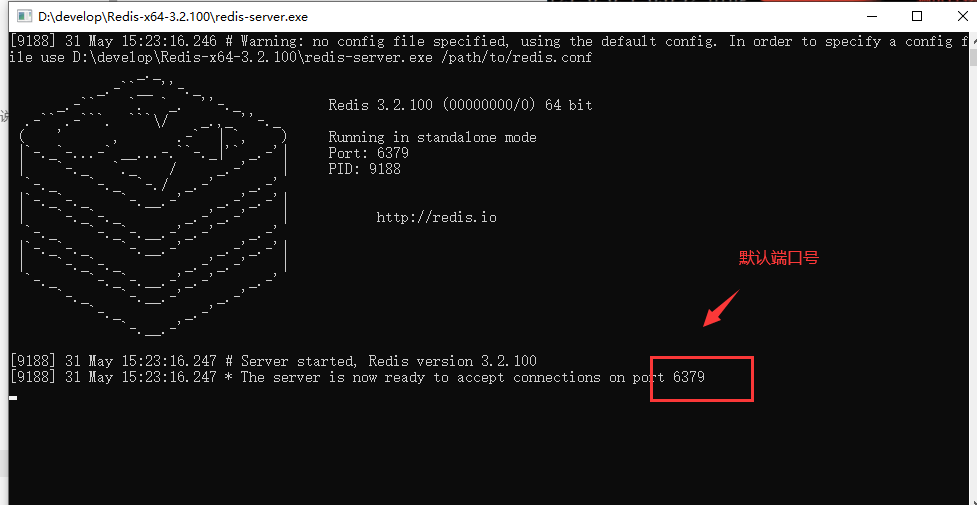 D:\develop\Redis-x64-3.2.100\redis-server.exe
[9188] 31 May 15:23:16.246 # Warning: no config file specified, using the default config. In order to specify a config f
ile use D:\develop\Redis-x64-3.2.100\redis-server.exe /path/to/redis.conf
Redis 3.2.100 (00000000/0) 64 bit
Running in standalone mode
Port: 6379
PID: 9188
http://redis.io
默认端口号
[9188] 31 May 15:23:16.247 # Server started, Redis version 3.2.100
[9188] 31 May 15:23:16.247 * The server is now ready to accept connections on port 6379